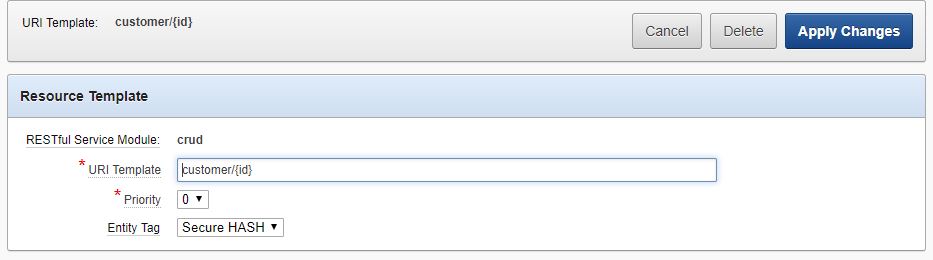 URI Template: customer/{id}
Cancel Delete Apply Changes
Resource Template
RESTful Service Module: crud
* URI Template customer/{id}
* Priority 0 ▼
Entity Tag Secure HASH ▼